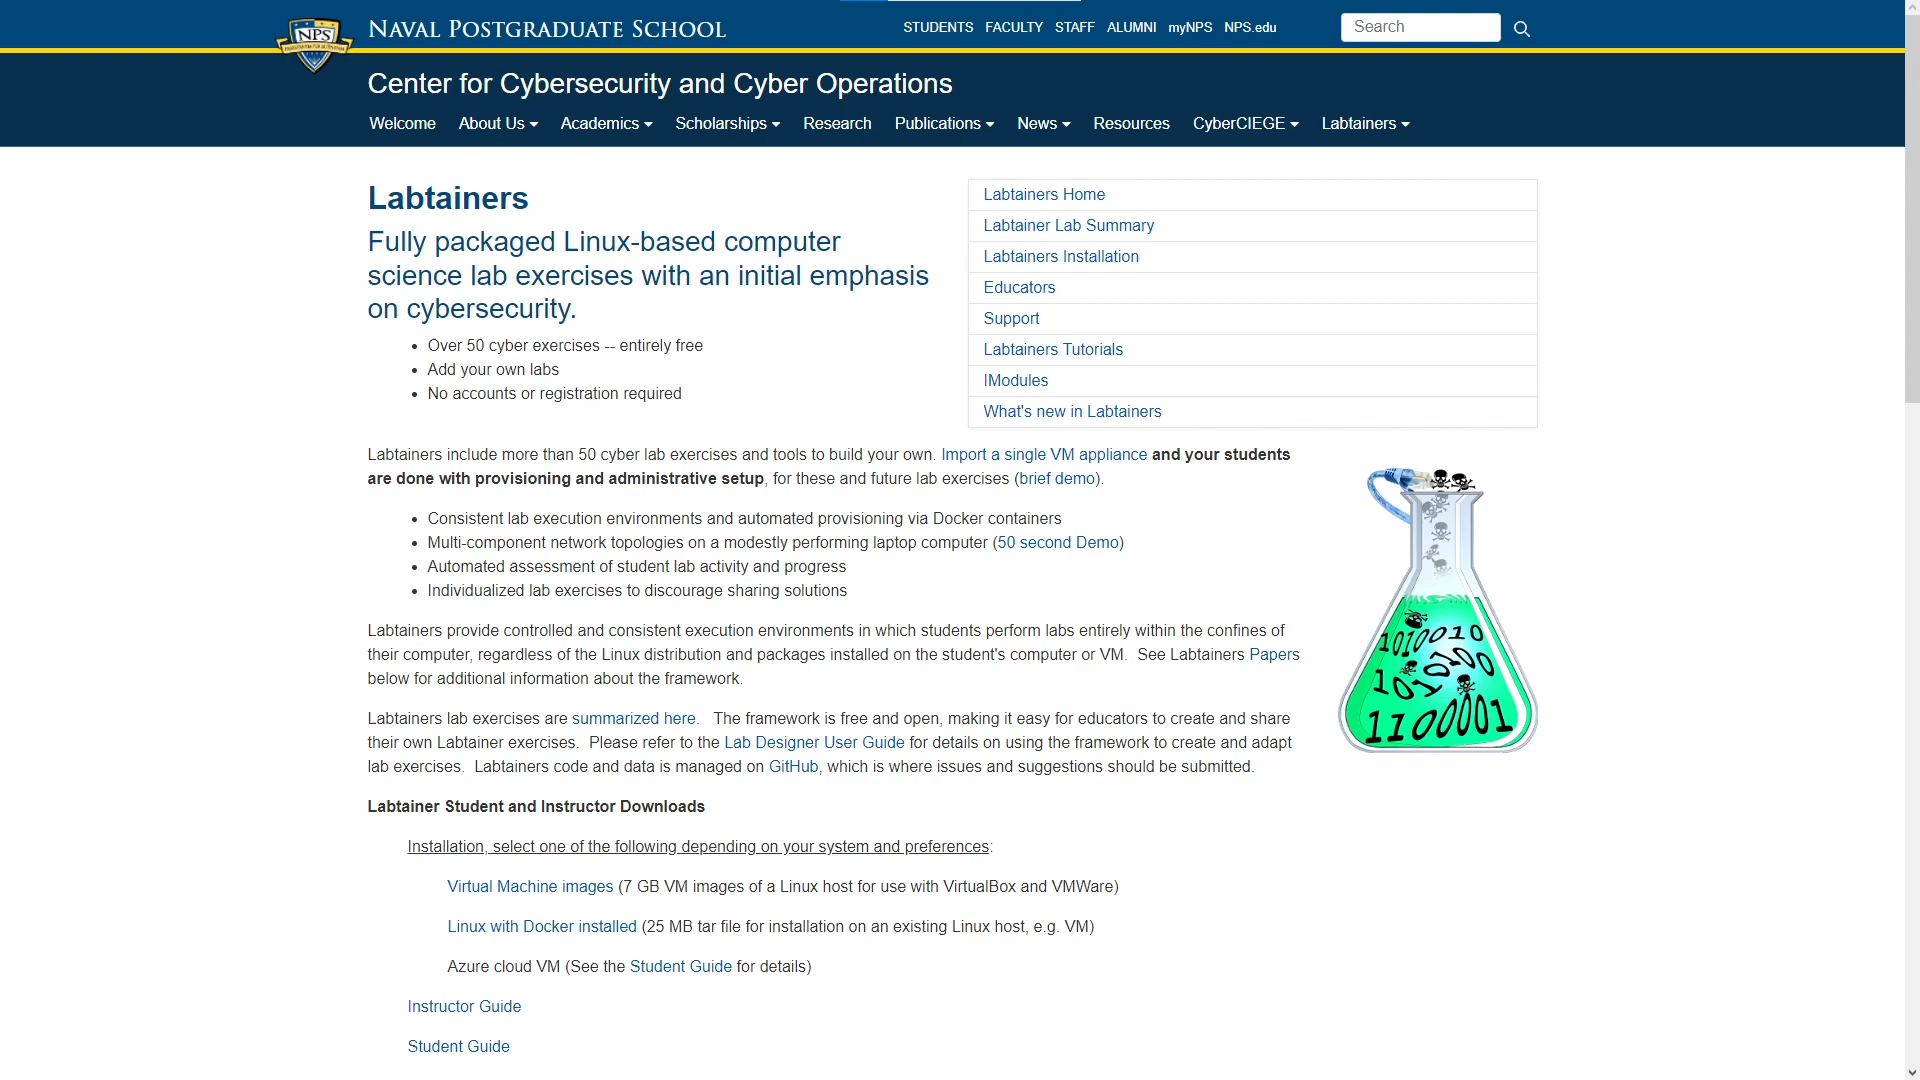 NPS
NAVAL POSTGRADUATE SCHOOL
STUDENTS FACULTY STAFF ALUMNI myNPS NPS.edu
Search
Center for Cybersecurity and Cyber Operations
Welcome About Us Academics Scholarships Research Publications News Resources CyberCIEGE Labtainers
Labtainers
Fully packaged Linux-based computer
science lab exercises with an initial emphasis
on cybersecurity.
• Over 50 cyber exercises -- entirely free
• Add your own labs
• No accounts or registration required
Labtainers Home
Labtainer Lab Summary
Labtainers Installation
Educators
Support
Labtainers Tutorials
IModules
What's new in Labtainers
Labtainers include more than 50 cyber lab exercises and tools to build your own. Import a single VM appliance and your students
are done with provisioning and administrative setup, for these and future lab exercises (brief demo).
• Consistent lab execution environments and automated provisioning via Docker containers
• Multi-component network topologies on a modestly performing laptop computer (50 second Demo)
• Automated assessment of student lab activity and progress
• Individualized lab exercises to discourage sharing solutions
Labtainers provide controlled and consistent execution environments in which students perform labs entirely within the confines of
their computer, regardless of the Linux distribution and packages installed on the student's computer or VM. See Labtainers Papers
below for additional information about the framework.
Labtainers lab exercises are summarized here. The framework is free and open, making it easy for educators to create and share
their own Labtainer exercises. Please refer to the Lab Designer User Guide for details on using the framework to create and adapt
lab exercises. Labtainers code and data is managed on GitHub, which is where issues and suggestions should be submitted.
1010010
1010100
1100001
Labtainer Student and Instructor Downloads
Installation, select one of the following depending on your system and preferences:
Virtual Machine images (7 GB VM images of a Linux host for use with VirtualBox and VMWare)
Linux with Docker installed (25 MB tar file for installation on an existing Linux host, e.g. VM)
Azure cloud VM (See the Student Guide for details)
Instructor Guide
Student Guide